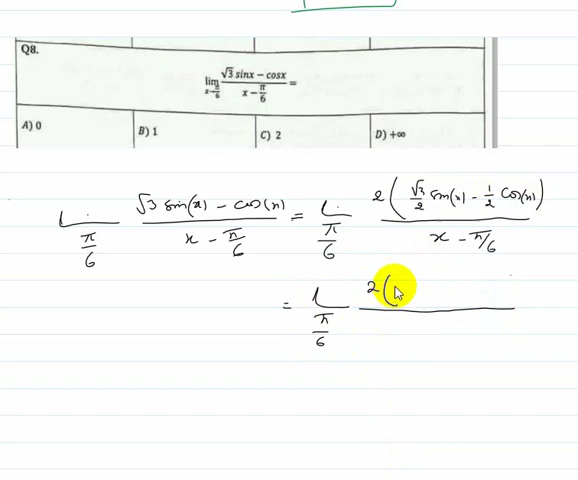 Q8.
lim x→π/6 (√3 sinx − cosx)/(x − π/6) =
A) 0 B) 1 C) 2 D) +∞
L π/6 (√3 sin(x) − cos(x))/(x − π/6) = L π/6 2(√3/2 sin(x) − 1/2 cos(x))/(x − π/6)
= L π/6 2(